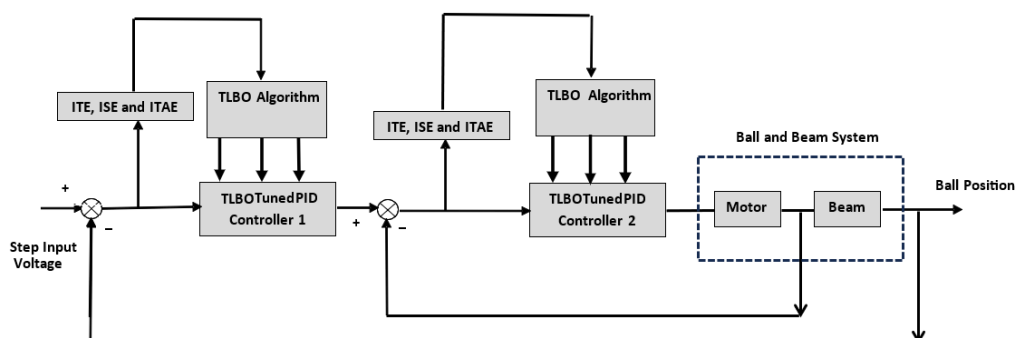 TLBO Algorithm
ITE, ISE and ITAE
TLBO Algorithm
ITE, ISE and ITAE
Ball and Beam System
+
TLBOTunedPID
Controller 1
+
TLBOTunedPID
Controller 2
Motor
Beam
Ball Position
−
−
Step Input
Voltage